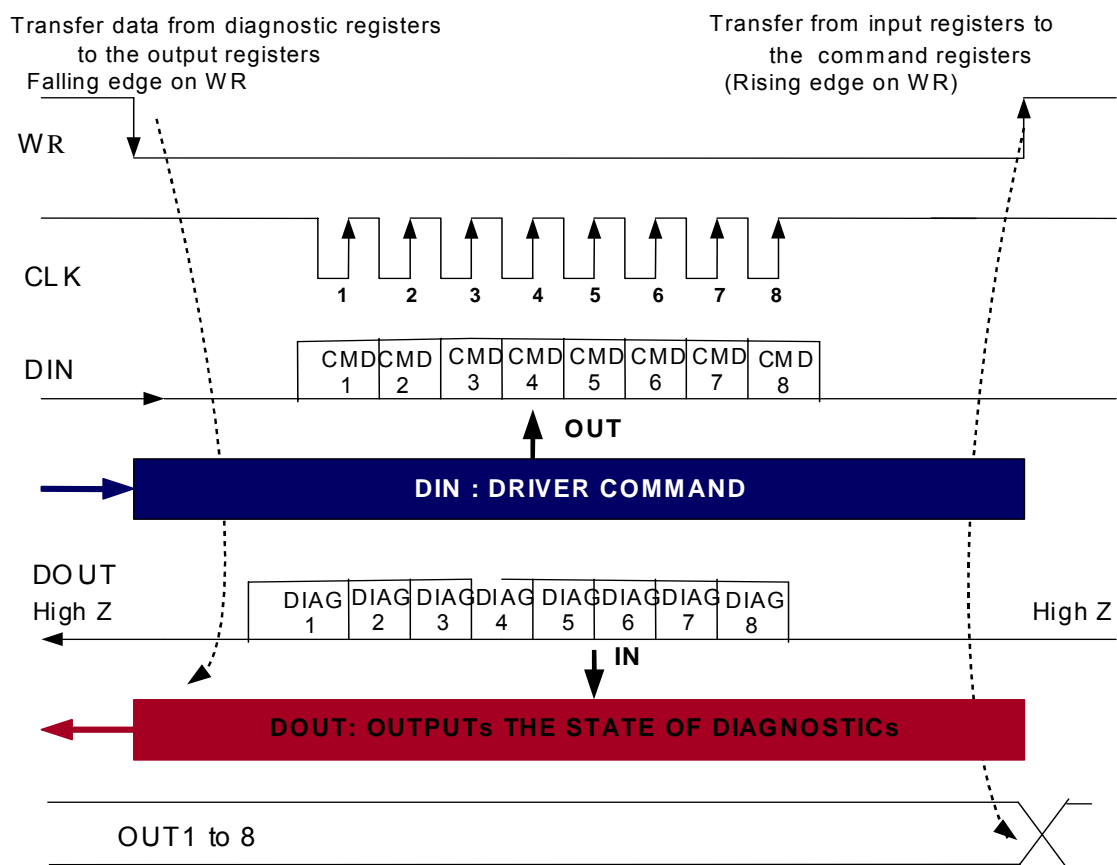 Transfer data from diagnostic registers
to the output registers
Falling edge on WR
Transfer from input registers to
the command registers
(Rising edge on WR)
WR
CLK
1 2 3 4 5 6 7 8
DIN
CMD 1
CMD 2
CMD 3
CMD 4
CMD 5
CMD 6
CMD 7
CMD 8
OUT
DIN : DRIVER COMMAND
DOUT
High Z
DIAG 1
DIAG 2
DIAG 3
DIAG 4
DIAG 5
DIAG 6
DIAG 7
DIAG 8
High Z
IN
DOUT: OUTPUTs THE STATE OF DIAGNOSTICs
OUT1 to 8